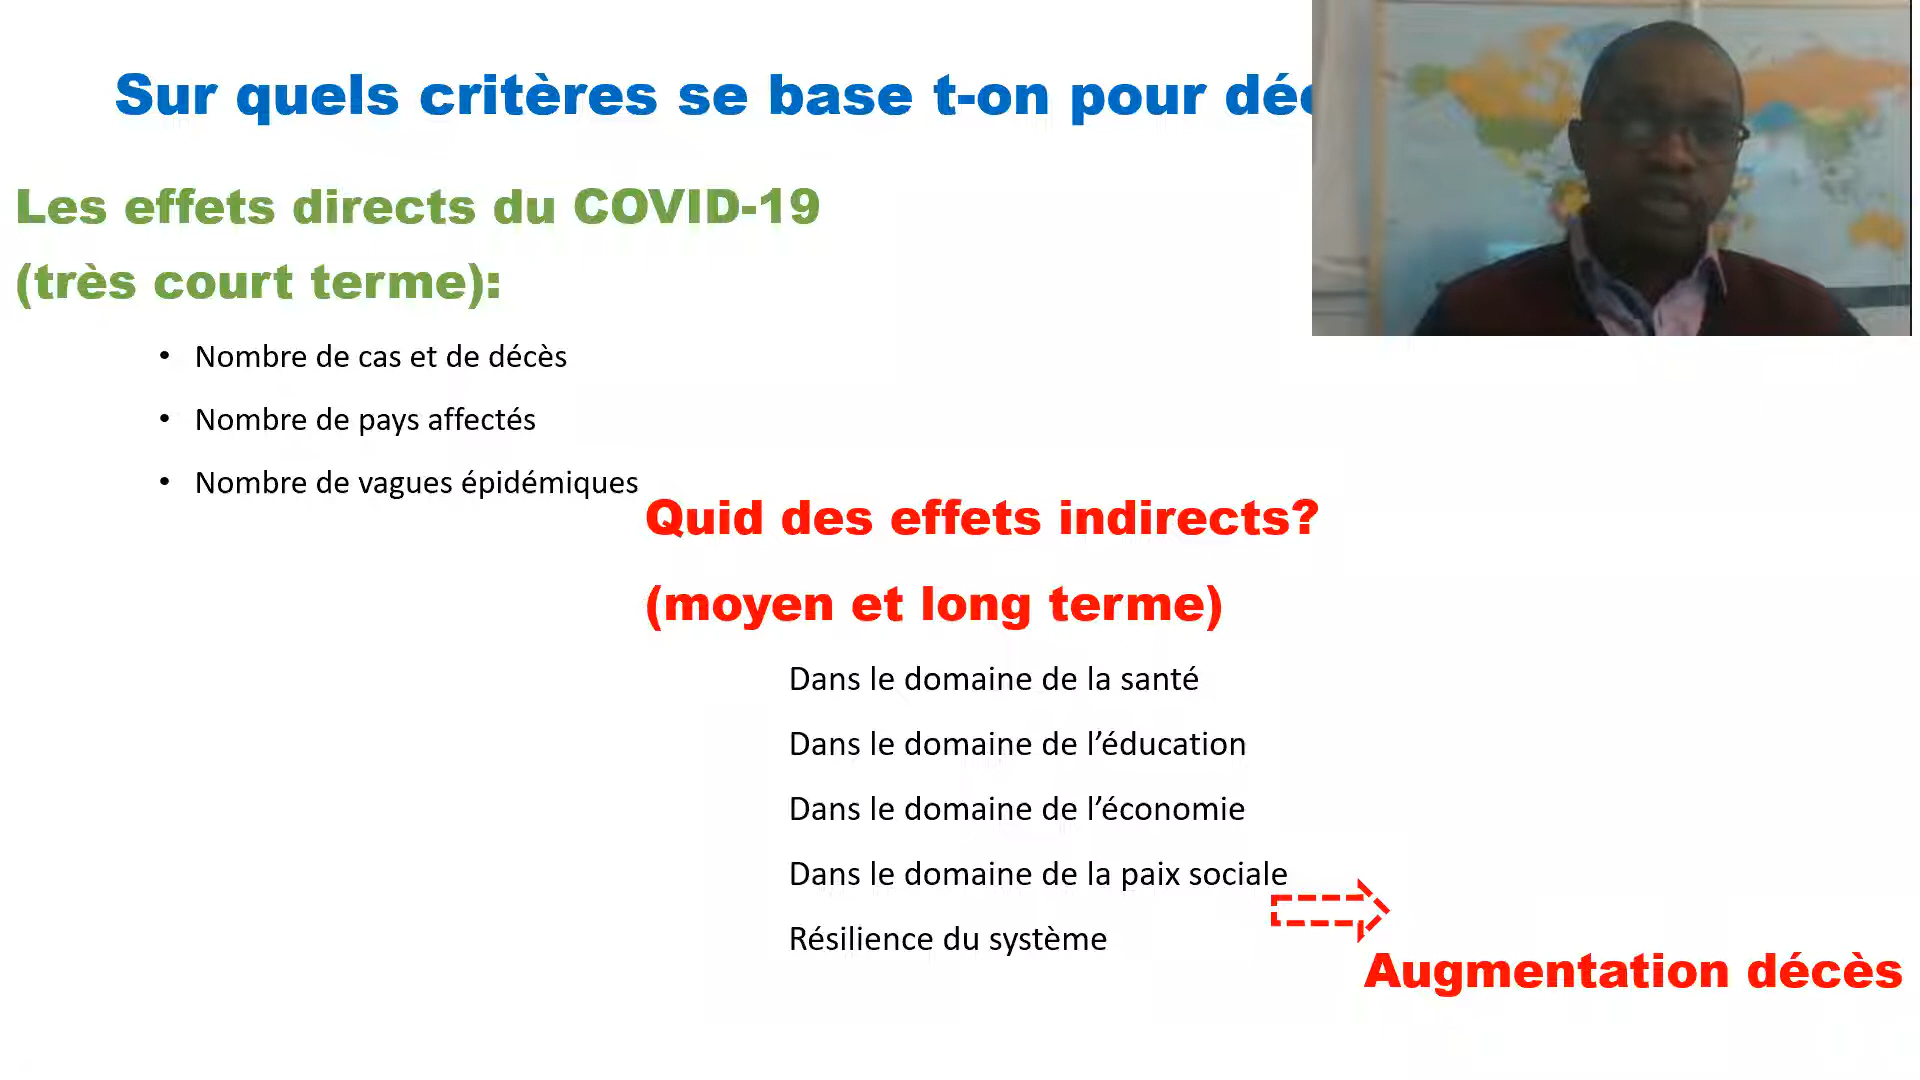 Sur quels critères se base t-on pour
Les effets directs du COVID-19
(très court terme):
• Nombre de cas et de décès
• Nombre de pays affectés
• Nombre de vagues épidémiques
Quid des effets indirects?
(moyen et long terme)
Dans le domaine de la santé
Dans le domaine de l’éducation
Dans le domaine de l’économie
Dans le domaine de la paix sociale
Résilience du système
Augmentation décès